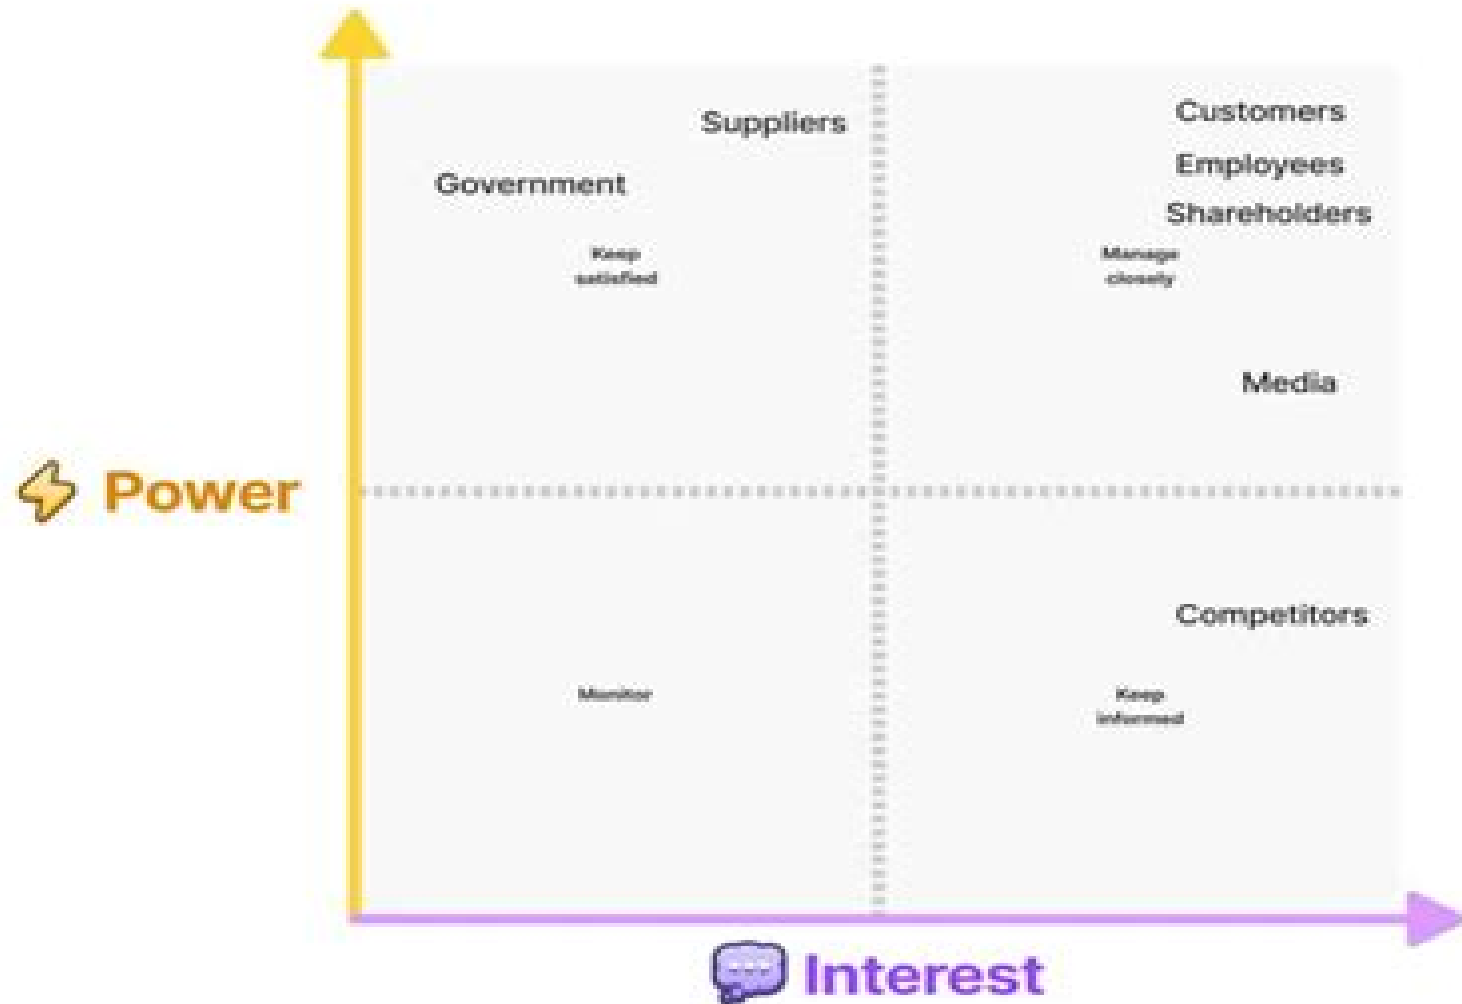 Suppliers
Customers
Government
Employees
Shareholders
Keep
satisfied
Manage
closely
Media
Power
Competitors
Monitor
Keep
informed
Interest